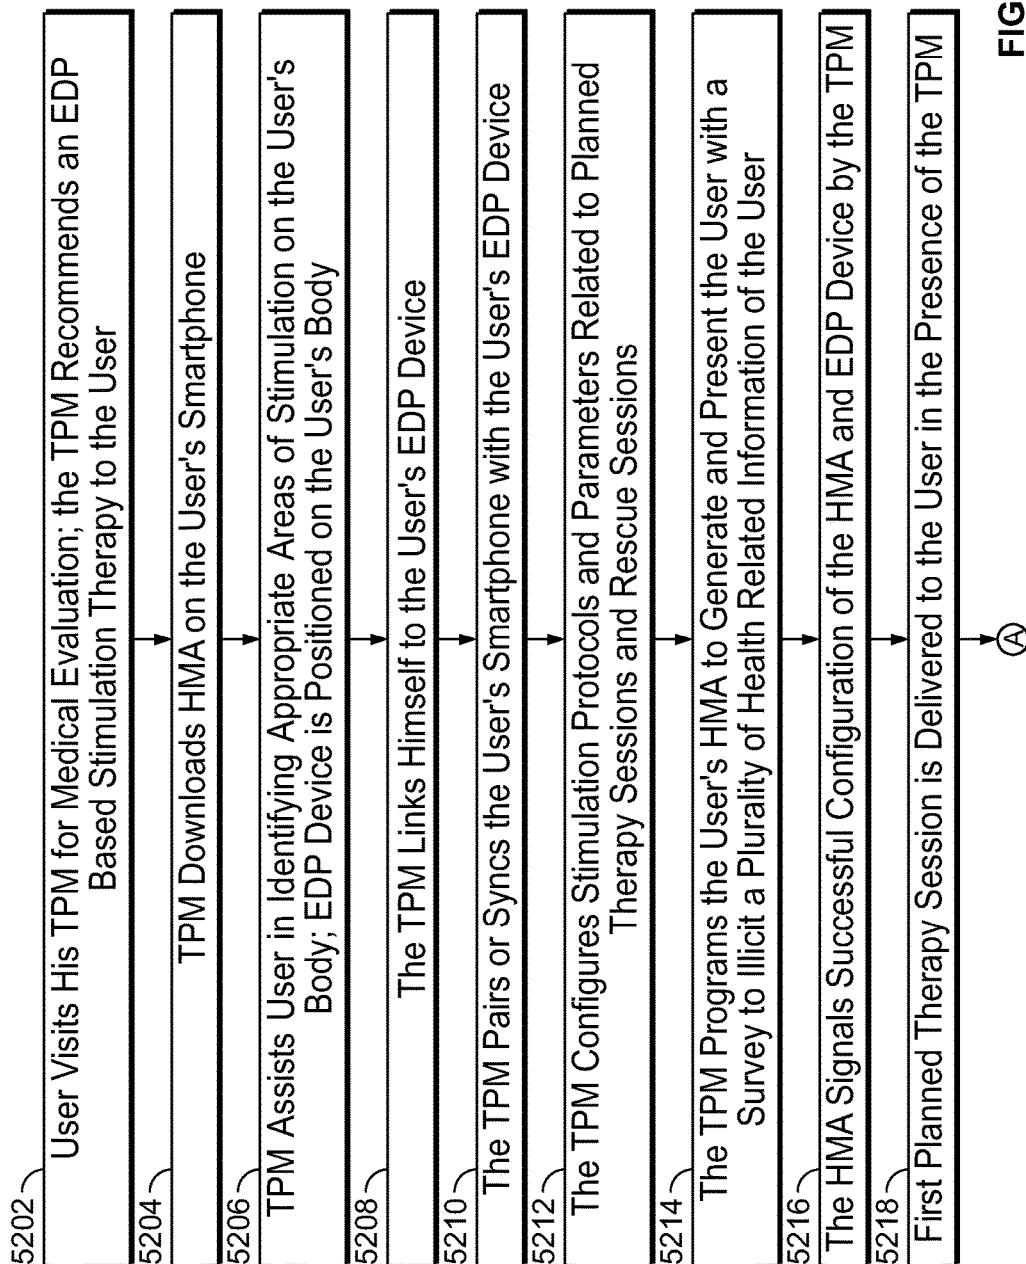 5202
User Visits His TPM for Medical Evaluation; the TPM Recommends an EDP
Based Stimulation Therapy to the User
5204
TPM Downloads HMA on the User's Smartphone
5206
TPM Assists User in Identifying Appropriate Areas of Stimulation on the User's
Body; EDP Device is Positioned on the User's Body
5208
The TPM Links Himself to the User's EDP Device
5210
The TPM Pairs or Syncs the User's Smartphone with the User's EDP Device
5212
The TPM Configures Stimulation Protocols and Parameters Related to Planned
Therapy Sessions and Rescue Sessions
5214
The TPM Programs the User's HMA to Generate and Present the User with a
Survey to Illicit a Plurality of Health Related Information of the User
5216
The HMA Signals Successful Configuration of the HMA and EDP Device by the TPM
5218
First Planned Therapy Session is Delivered to the User in the Presence of the TPM
A
FIG